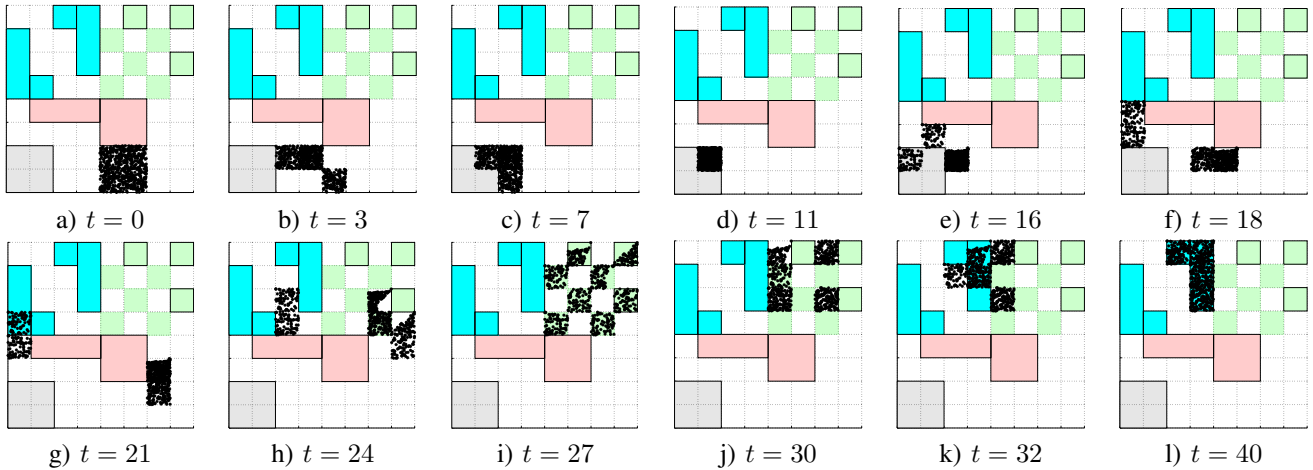 a) t = 0 b) t = 3 c) t = 7 d) t = 11 e) t = 16 f) t = 18
g) t = 21 h) t = 24 i) t = 27 j) t = 30 k) t = 32 l) t = 40